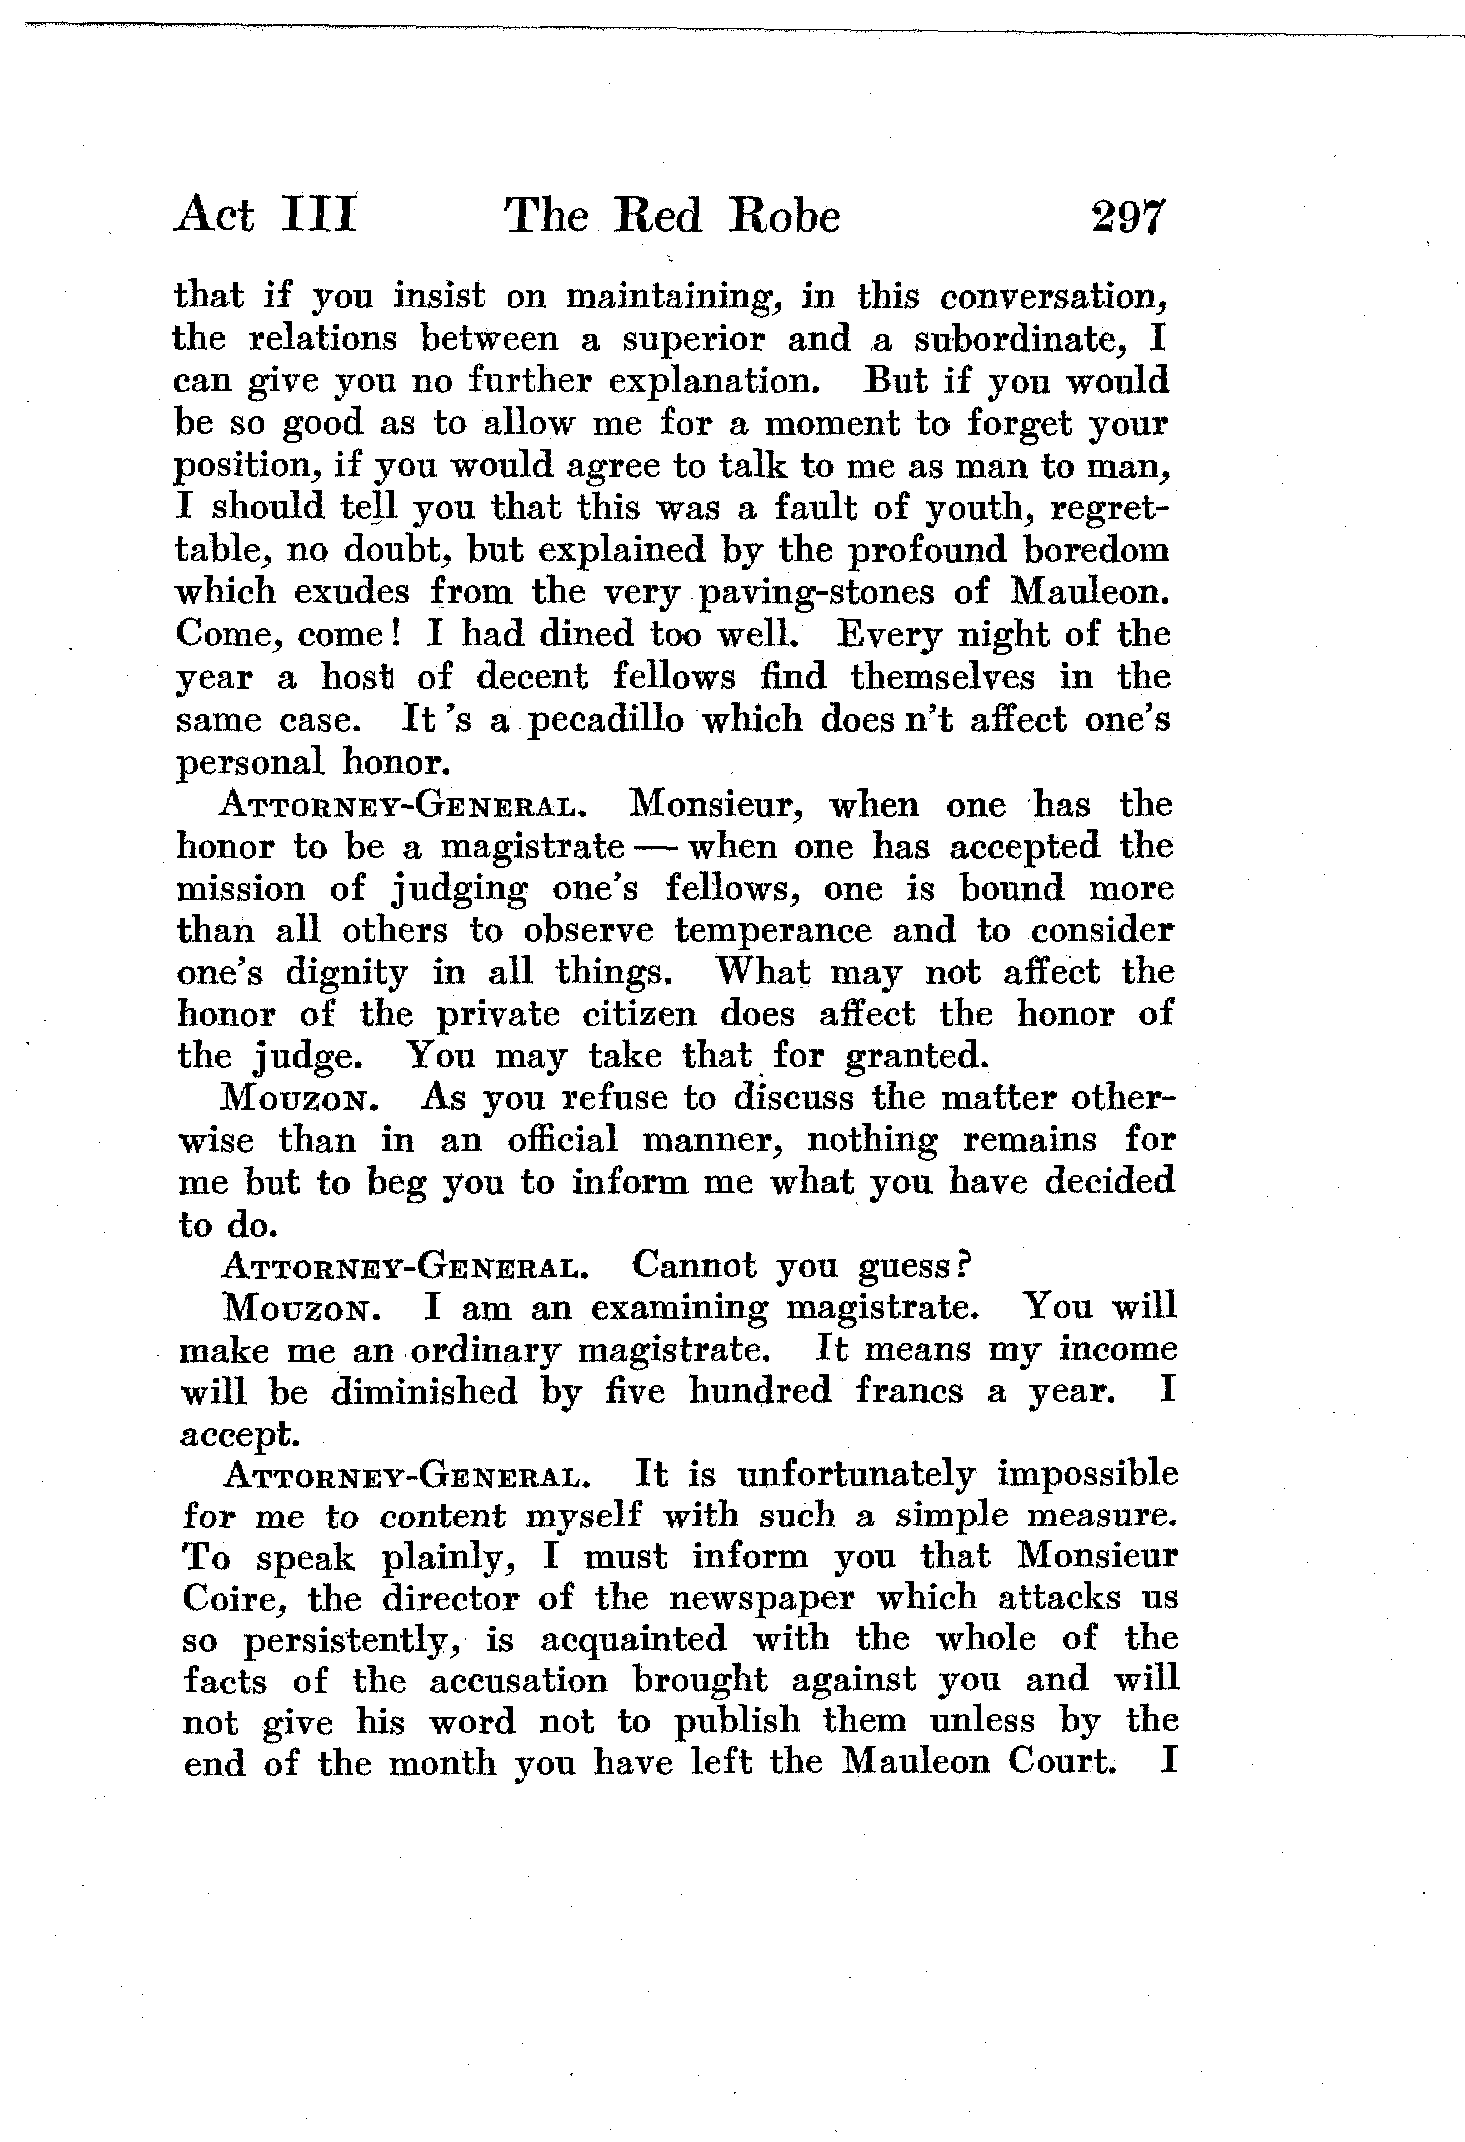 Act III The Red Robe 297
that if you insist on maintaining, in this conversation,
the relations between a superior and a subordinate, I
can give you no further explanation. But if you would
be so good as to allow me for a moment to forget your
position, if you would agree to talk to me as man to man,
I should tell you that this was a fault of youth, regret-
table, no doubt, but explained by the profound boredom
which exudes from the very paving-stones of Mauleon.
Come, come! I had dined too well. Every night of the
year a host of decent fellows find themselves in the
same case. It 's a pecadillo which does n't affect one's
personal honor.
ATTORNEY-GENERAL. Monsieur, when one has the
honor to be a magistrate — when one has accepted the
mission of judging one's fellows, one is bound more
than all others to observe temperance and to consider
one's dignity in all things. What may not affect the
honor of the private citizen does affect the honor of
the judge. You may take that for granted.
MOUZON. As you refuse to discuss the matter other-
wise than in an official manner, nothing remains for
me but to beg you to inform me what you have decided
to do.
ATTORNEY-GENERAL. Cannot you guess?
MOUZON. I am an examining magistrate. You will
make me an ordinary magistrate. It means my income
will be diminished by five hundred francs a year. I
accept.
ATTORNEY-GENERAL. It is unfortunately impossible
for me to content myself with such a simple measure.
To speak plainly, I must inform you that Monsieur
Coire, the director of the newspaper which attacks us
so persistently, is acquainted with the whole of the
facts of the accusation brought against you and will
not give his word not to publish them unless by the
end of the month you have left the Mauleon Court. I